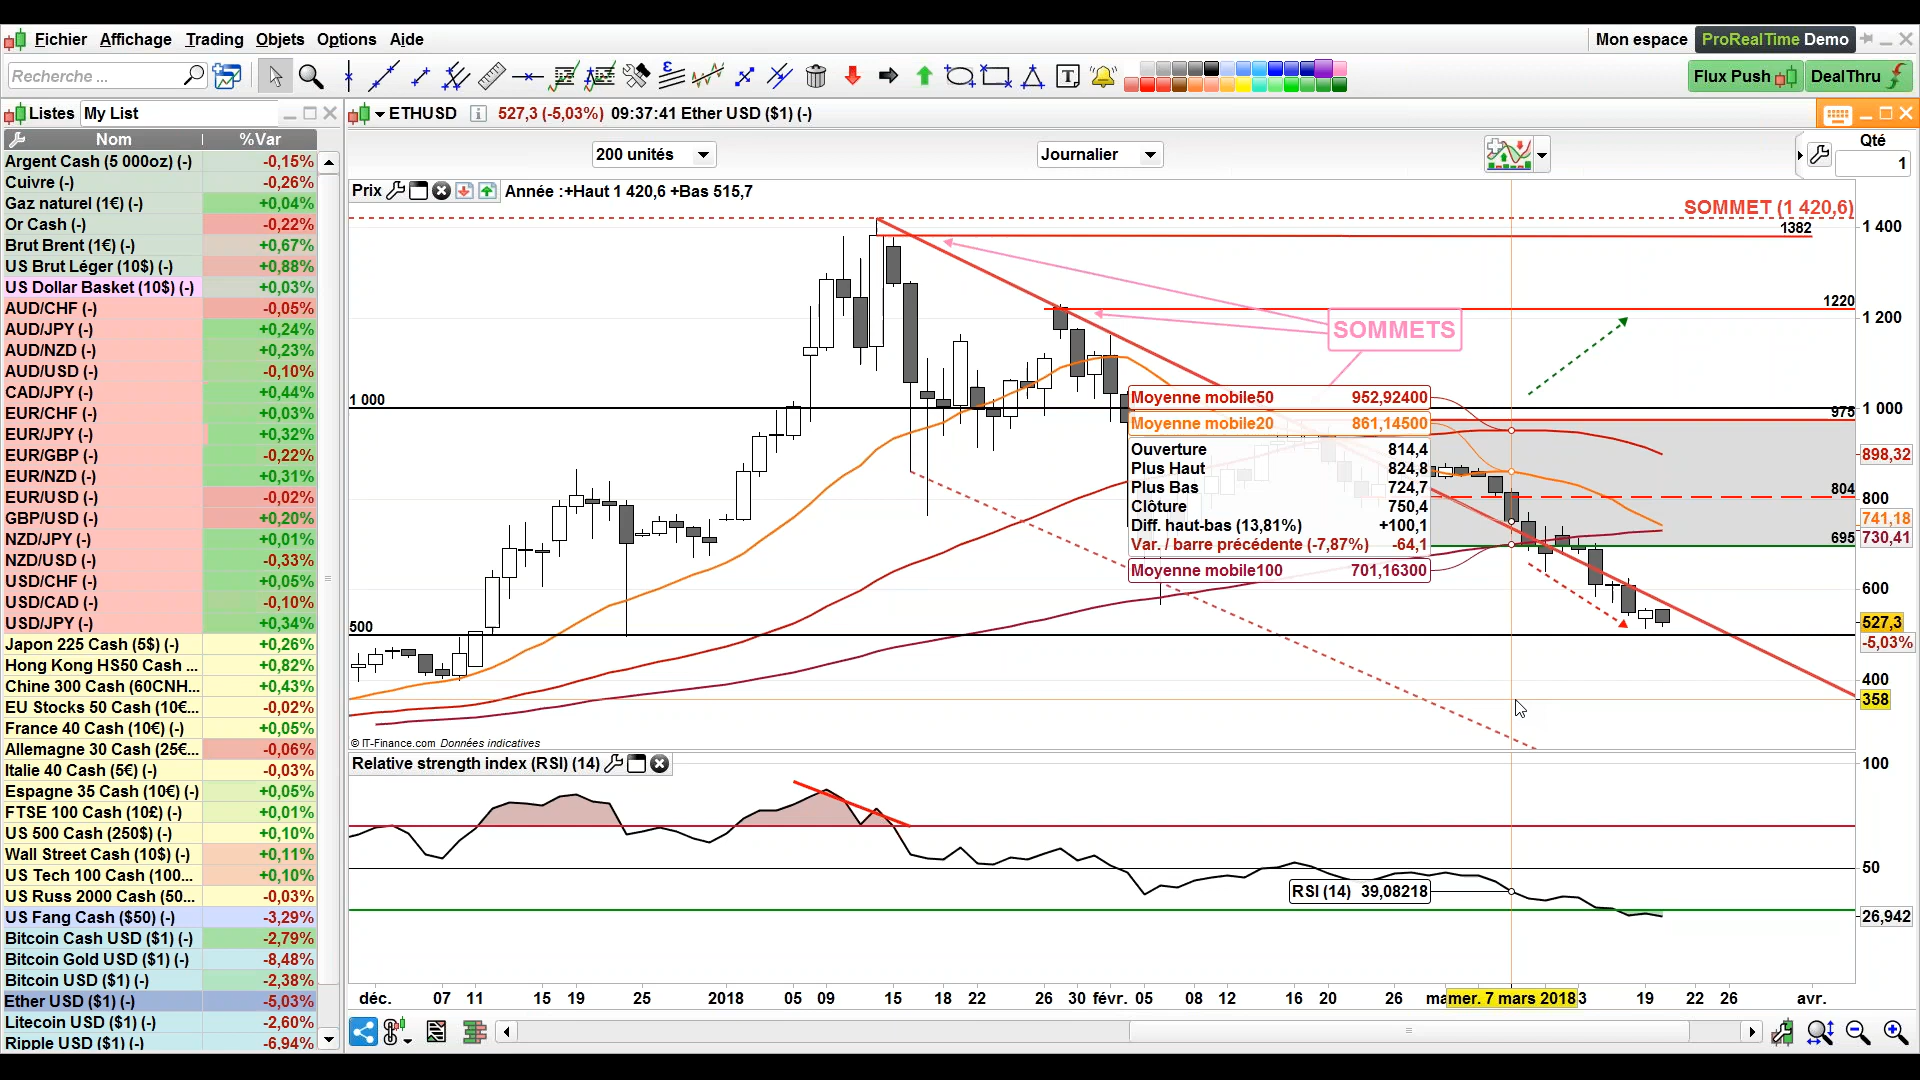 Fichier Affichage Trading Objets Options Aide
Mon espace ProRealTime Demo
Recherche ...
Flux Push DealThru
Listes My List
ETHUSD 527,3 (-5,03%) 09:37:41 Ether USD ($1) (-)
Nom %Var
200 unités Journalier Qté
1
Argent Cash (5 000oz) (-) -0,15%
Cuivre (-) -0,26%
Gaz naturel (1€) (-) +0,04%
Or Cash (-) -0,22%
Brut Brent (1€) (-) +0,67%
US Brut Léger (10$) (-) +0,88%
US Dollar Basket (10$) (-) +0,03%
AUD/CHF (-) -0,05%
AUD/JPY (-) +0,24%
AUD/NZD (-) +0,23%
AUD/USD (-) -0,10%
CAD/JPY (-) +0,44%
EUR/CHF (-) +0,03%
EUR/JPY (-) +0,32%
EUR/GBP (-) -0,22%
EUR/NZD (-) +0,31%
EUR/USD (-) -0,02%
GBP/USD (-) +0,20%
NZD/JPY (-) +0,01%
NZD/USD (-) -0,33%
USD/CHF (-) +0,05%
USD/CAD (-) -0,10%
USD/JPY (-) +0,34%
Japon 225 Cash (5$) (-) +0,26%
Hong Kong HS50 Cash ... +0,82%
Chine 300 Cash (60CNH... +0,43%
EU Stocks 50 Cash (10€... -0,02%
France 40 Cash (10€) (-) +0,05%
Allemagne 30 Cash (25€... -0,06%
Italie 40 Cash (5€) (-) -0,03%
Espagne 35 Cash (10€) (-) +0,05%
FTSE 100 Cash (10£) (-) +0,01%
US 500 Cash (250$) (-) +0,10%
Wall Street Cash (10$) (-) +0,11%
US Tech 100 Cash (100... +0,10%
US Russ 2000 Cash (50... -0,03%
US Fang Cash ($50) (-) -3,29%
Bitcoin Cash USD ($1) (-) -2,79%
Bitcoin Gold USD ($1) (-) -8,48%
Bitcoin USD ($1) (-) -2,38%
Ether USD ($1) (-) -5,03%
Litecoin USD ($1) (-) -2,60%
Ripple USD ($1) (-) -6,94%
Prix Année :+Haut 1 420,6 +Bas 515,7
SOMMET (1 420,6)
1382
1 400
1220
1 200
SOMMETS
1 000
975
1 000
Moyenne mobile50 952,92400
Moyenne mobile20 861,14500
Ouverture 814,4
Plus Haut 824,8
Plus Bas 724,7
Clôture 750,4
Diff. haut-bas (13,81%) +100,1
Var. / barre précédente (-7,87%) -64,1
Moyenne mobile100 701,16300
898,32
804
800
741,18
730,41
695
600
500
527,3
-5,03%
400
358
© IT-Finance.com Données indicatives
Relative strength index (RSI) (14)
100
50
RSI (14) 39,08218
26,942
déc. 07 11 15 19 25 2018 05 09 15 18 22 26 30 févr. 05 08 12 16 20 26 ma mer. 7 mars 2018 3 19 22 26 avr.